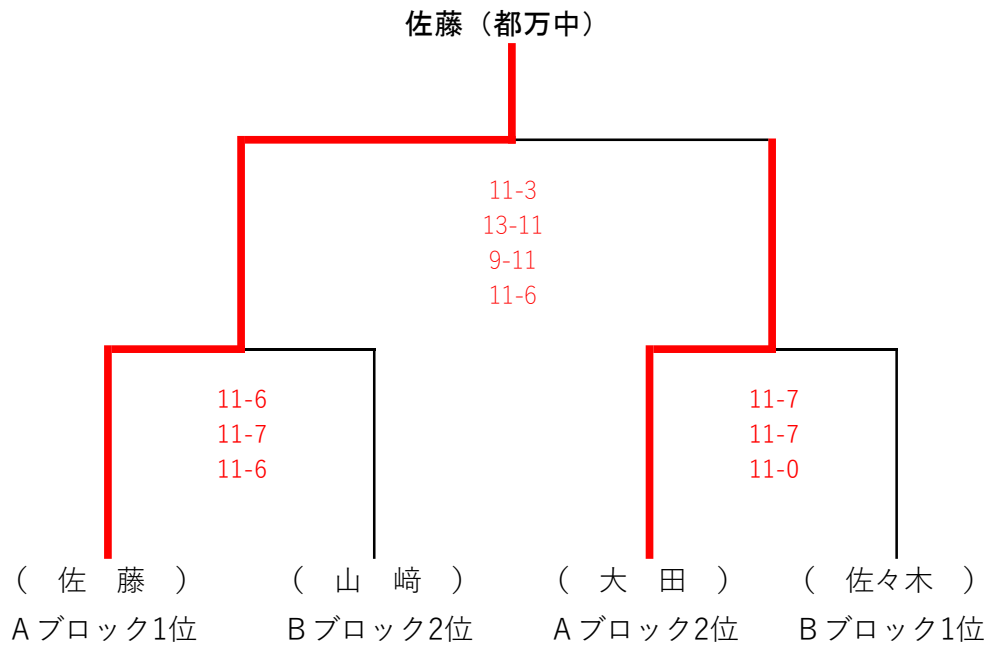 佐藤（都万中）
11-3
13-11
9-11
11-6
11-6
11-7
11-6
11-7
11-7
11-0
（　佐　藤　）
（　山　﨑　）
（　大　田　）
（　佐々木　）
Ａブロック1位
Ｂブロック2位
Ａブロック2位
Ｂブロック1位